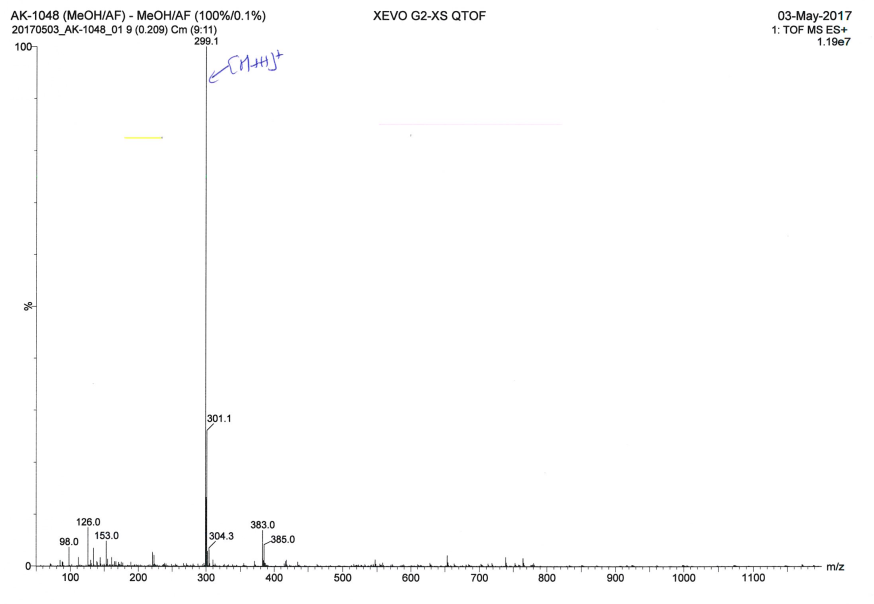 AK-1048 (MeOH/AF) - MeOH/AF (100%/0.1%) XEVO G2-XS QTOF 03-May-2017
20170503_AK-1048_01 9 (0.209) Cm (9:11) 1: TOF MS ES+
299.1 1.19e7
100
[M+H]+
%
301.1
126.0
98.0
153.0
304.3
383.0
385.0
0
100 200 300 400 500 600 700 800 900 1000 1100 m/z